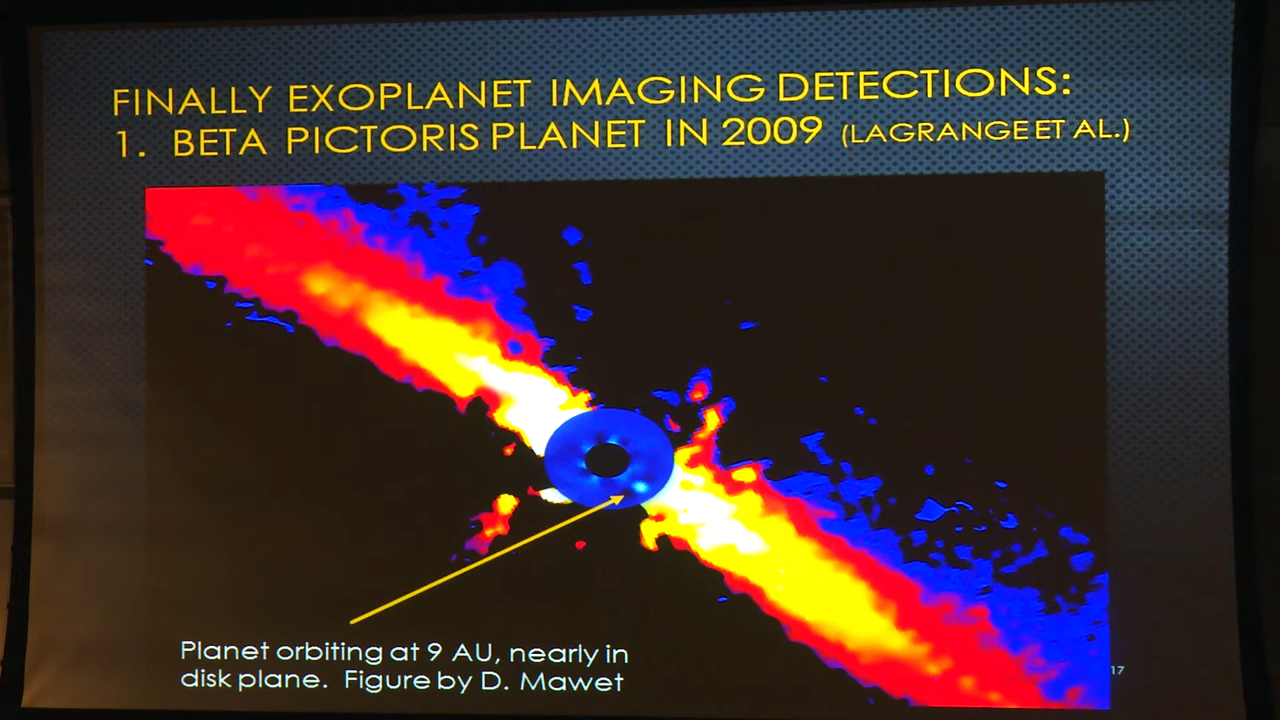 FINALLY EXOPLANET IMAGING DETECTIONS:
1. BETA PICTORIS PLANET IN 2009 (LAGRANGE ET AL.)
Planet orbiting at 9 AU, nearly in
disk plane. Figure by D. Mawet
17